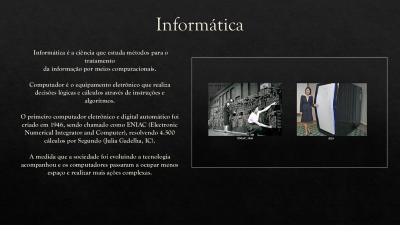 Informática
Informática é a ciência que estuda métodos para o
tratamento
da informação por meios computacionais.
Computador é o equipamento eletrônico que realiza
decisões lógicas e cálculos através de instruções e
algoritmos.
O primeiro computador eletrônico e digital automático foi
criado em 1946, sendo chamado como ENIAC (Electronic
Numerical Integrator and Computer), resolvendo 4.500
cálculos por Segundo (Julia Gadelha, IC).
A medida que a sociedade foi evoluindo a tecnologia
acompanhou e os computadores passaram a ocupar menos
espaço e realizar mais ações complexas.
ENIAC, 1946